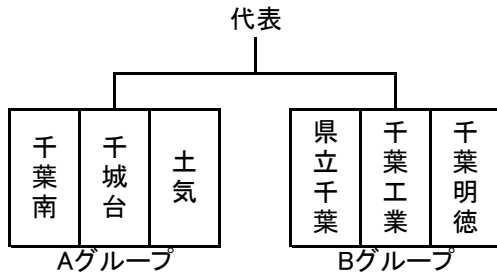 代表
千葉南
千城台
土気
県立千葉
千葉工業
千葉明徳
Aグループ
Bグループ